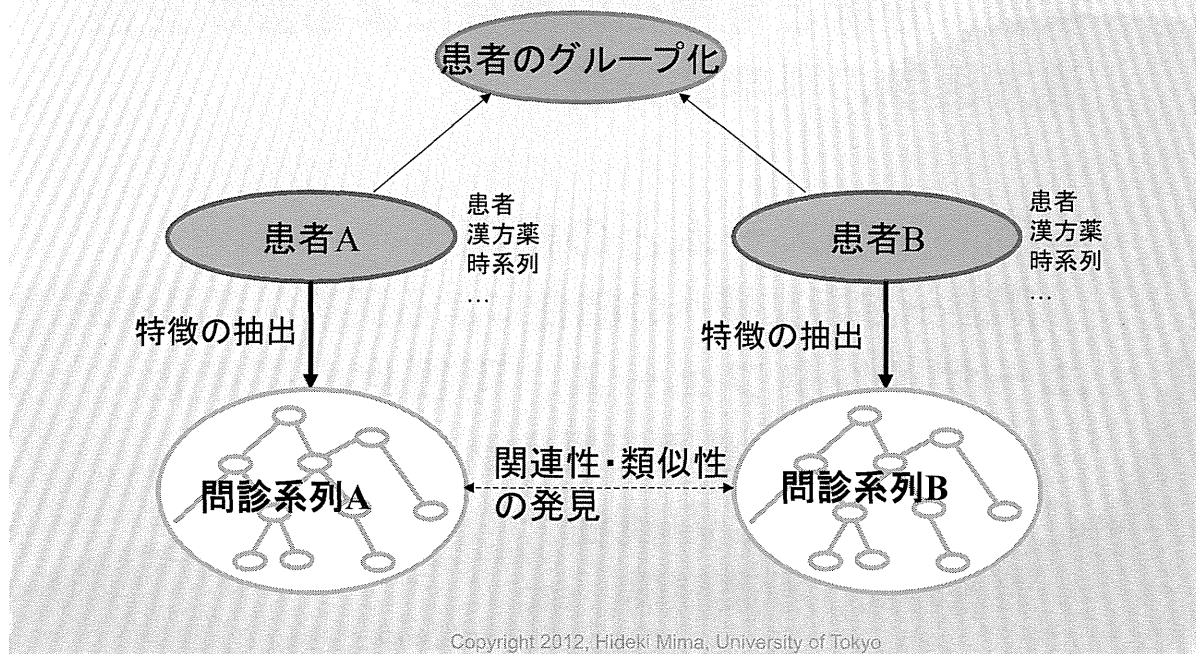 患者のグループ化
患者A
患者
漢方薬
時系列
…
患者B
患者
漢方薬
時系列
…
特徴の抽出
特徴の抽出
問診系列A
関連性・類似性
の発見
問診系列B
Copyright 2012, Hideki Mima, University of Tokyo